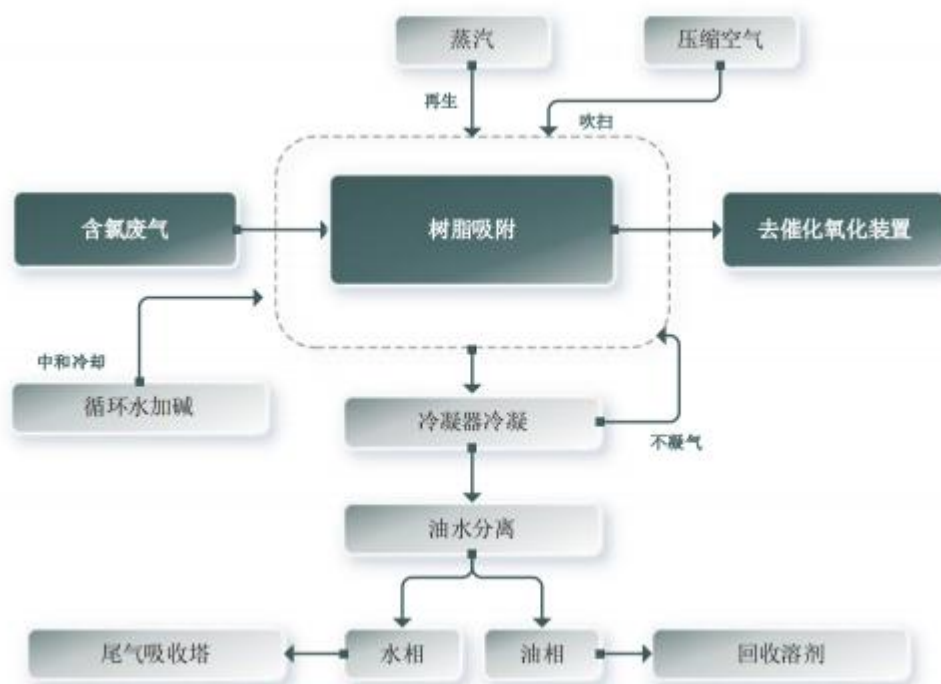 蒸汽
压缩空气
再生
吹扫
含氯废气
树脂吸附
去催化氧化装置
中和冷却
循环水加碱
冷凝器冷凝
不凝气
油水分离
尾气吸收塔
水相
油相
回收溶剂